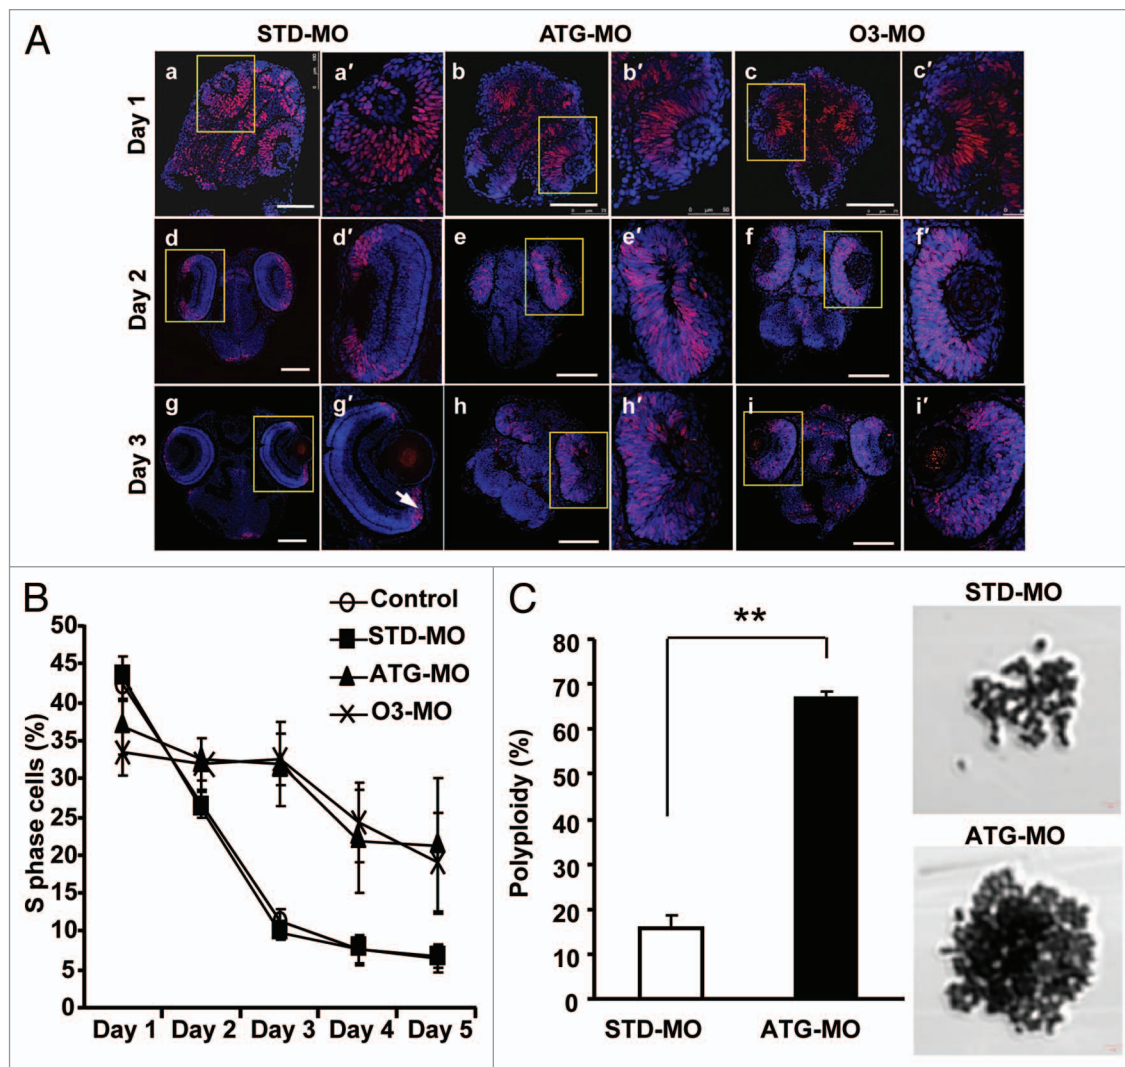 A
STD-MO ATG-MO O3-MO
Day 1
a a′ b b′ c c′
Day 2
d d′ e e′ f f′
Day 3
g g′ h h′ i i′
B
Control
STD-MO
ATG-MO
O3-MO
S phase cells (%)
50
45
40
35
30
25
20
15
10
5
0
Day 1 Day 2 Day 3 Day 4 Day 5
C
**
Polyploidy (%)
80
70
60
50
80
40
60
20
10
0
STD-MO ATG-MO
STD-MO
ATG-MO